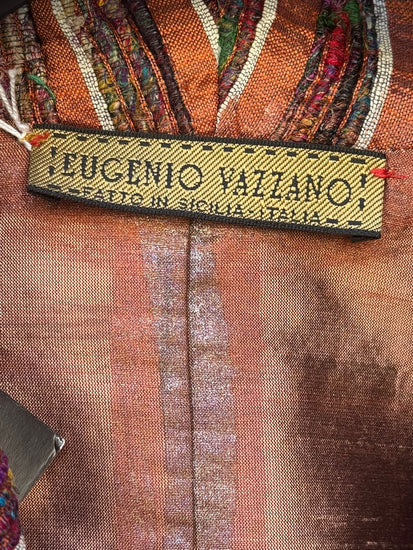 EUGENIO VAZZANO
FATTO IN SICILIA ITALIA